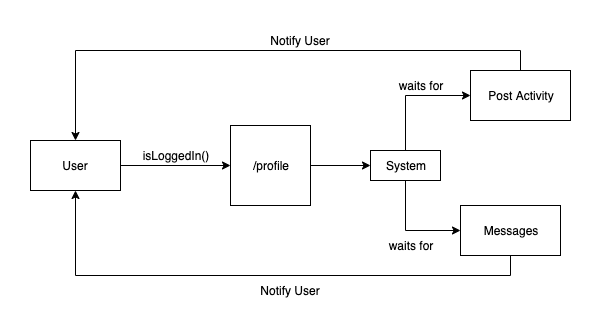 Notify User
waits for
Post Activity
isLoggedIn()
User
/profile
System
Messages
waits for
Notify User